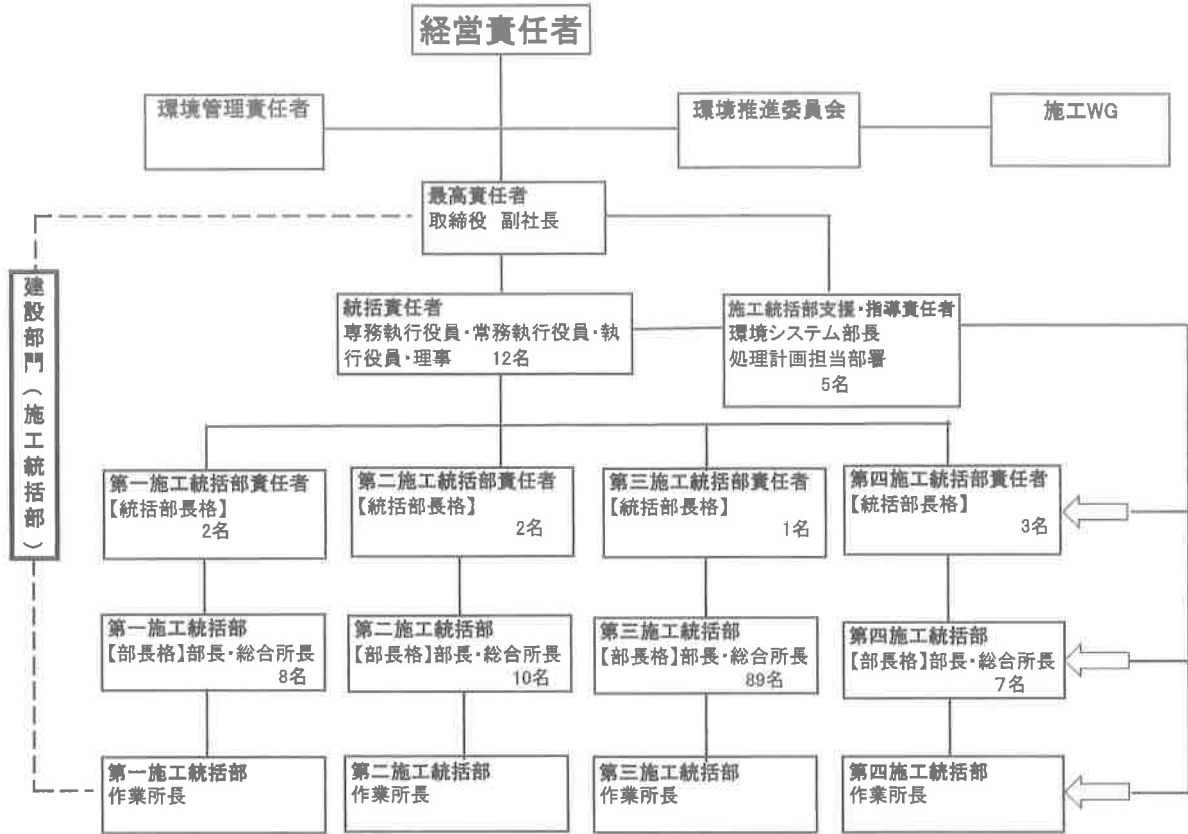 経営責任者
環境管理責任者
環境推進委員会
施工WG
最高責任者
取締役 副社長
建設部門(施工統括部)
統括責任者
専務執行役員・常務執行役員・執
行役員・理事 12名
施工統括部支援・指導責任者
環境システム部長
処理計画担当部署
5名
第一施工統括部責任者
【統括部長格】
2名
第二施工統括部責任者
【統括部長格】
2名
第三施工統括部責任者
【統括部長格】
1名
第四施工統括部責任者
【統括部長格】
3名
第一施工統括部
【部長格】部長・総合所長
8名
第二施工統括部
【部長格】部長・総合所長
10名
第三施工統括部
【部長格】部長・総合所長
89名
第四施工統括部
【部長格】部長・総合所長
7名
第一施工統括部
作業所長
第二施工統括部
作業所長
第三施工統括部
作業所長
第四施工統括部
作業所長